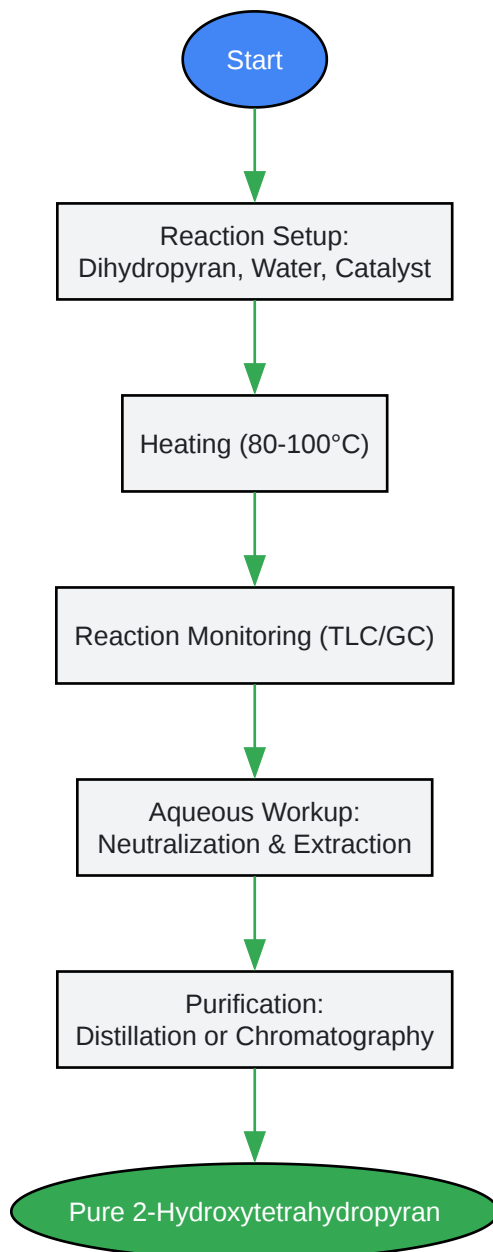 Start
Reaction Setup:
Dihydropyran, Water, Catalyst
Heating (80-100°C)
Reaction Monitoring (TLC/GC)
Aqueous Workup:
Neutralization & Extraction
Purification:
Distillation or Chromatography
Pure 2-Hydroxytetrahydropyran